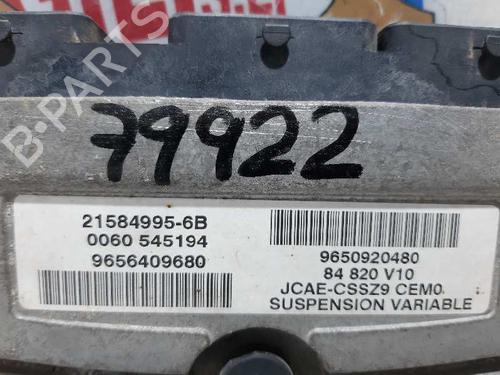 B-PARTS
79922
21584995-6B
0060 545194
9656409680
9650920480
84 820 V10
JCAE-CSSZ9 CEM0
SUSPENSION VARIABLE